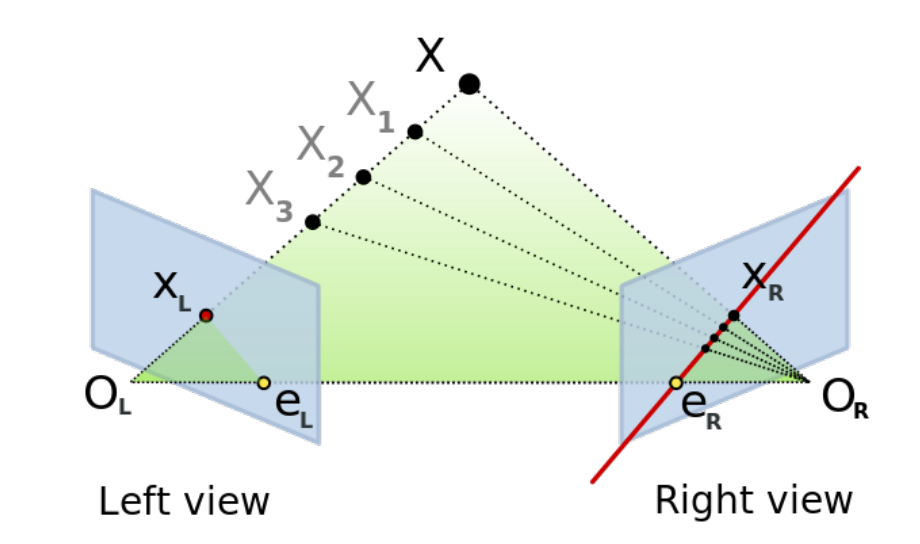 X
X1
X2
X3
XL
XR
OL
eL
eR
OR
Left view
Right view